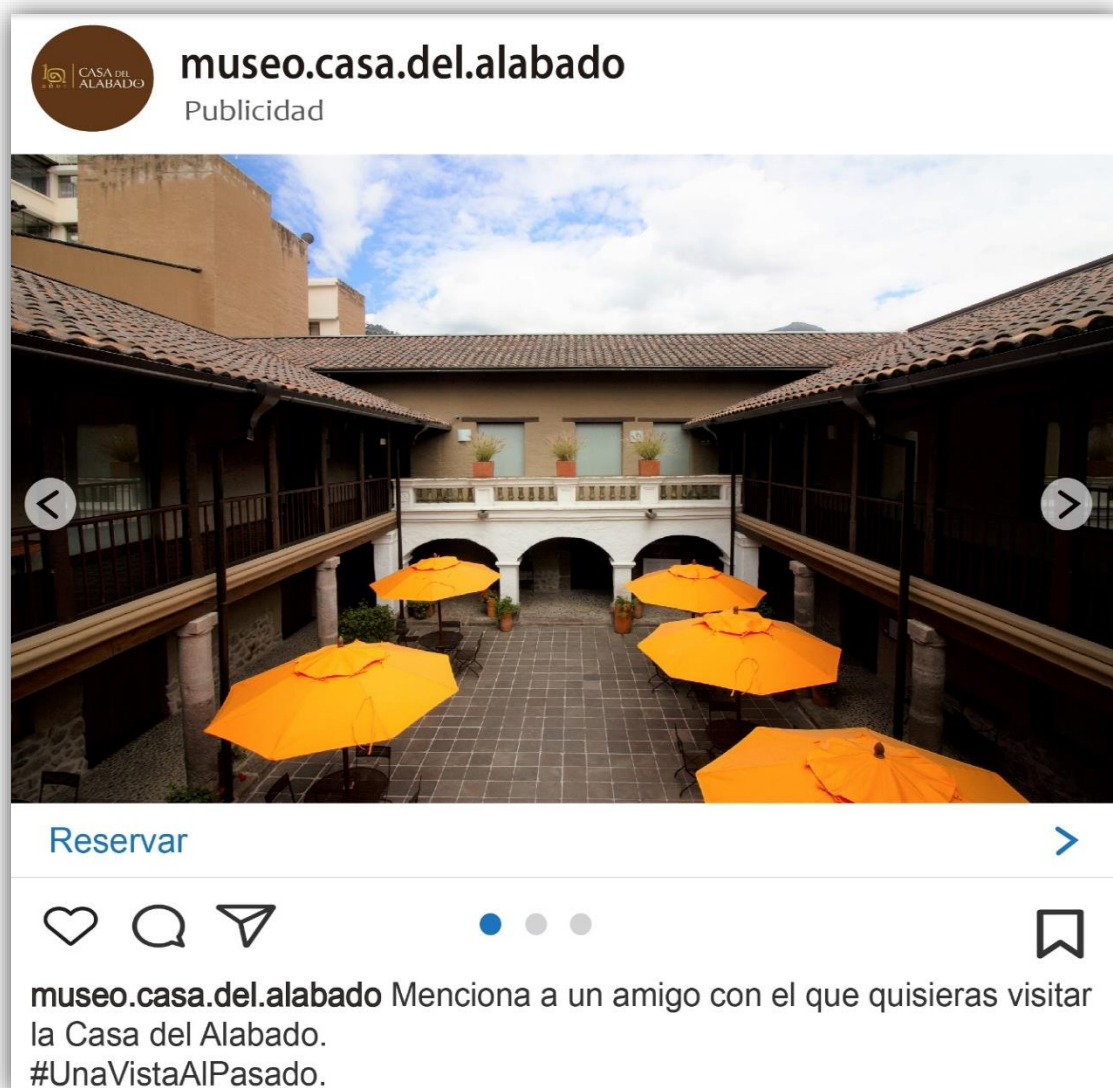 CASA DEL
ALABADO
años
museo.casa.del.alabado
Publicidad
Reservar
museo.casa.del.alabado Menciona a un amigo con el que quisieras visitar
la Casa del Alabado.
#UnaVistaAlPasado.